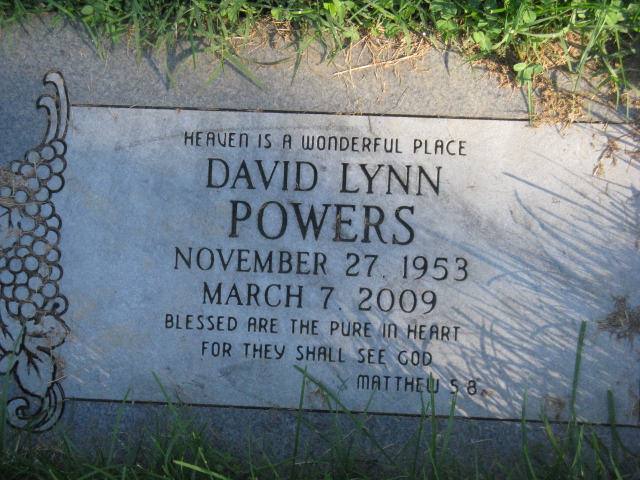 HEAVEN IS A WONDERFUL PLACE
DAVID LYNN
POWERS
NOVEMBER 27, 1953
MARCH 7, 2009
BLESSED ARE THE PURE IN HEART
FOR THEY SHALL SEE GOD
MATTHEW 5 8